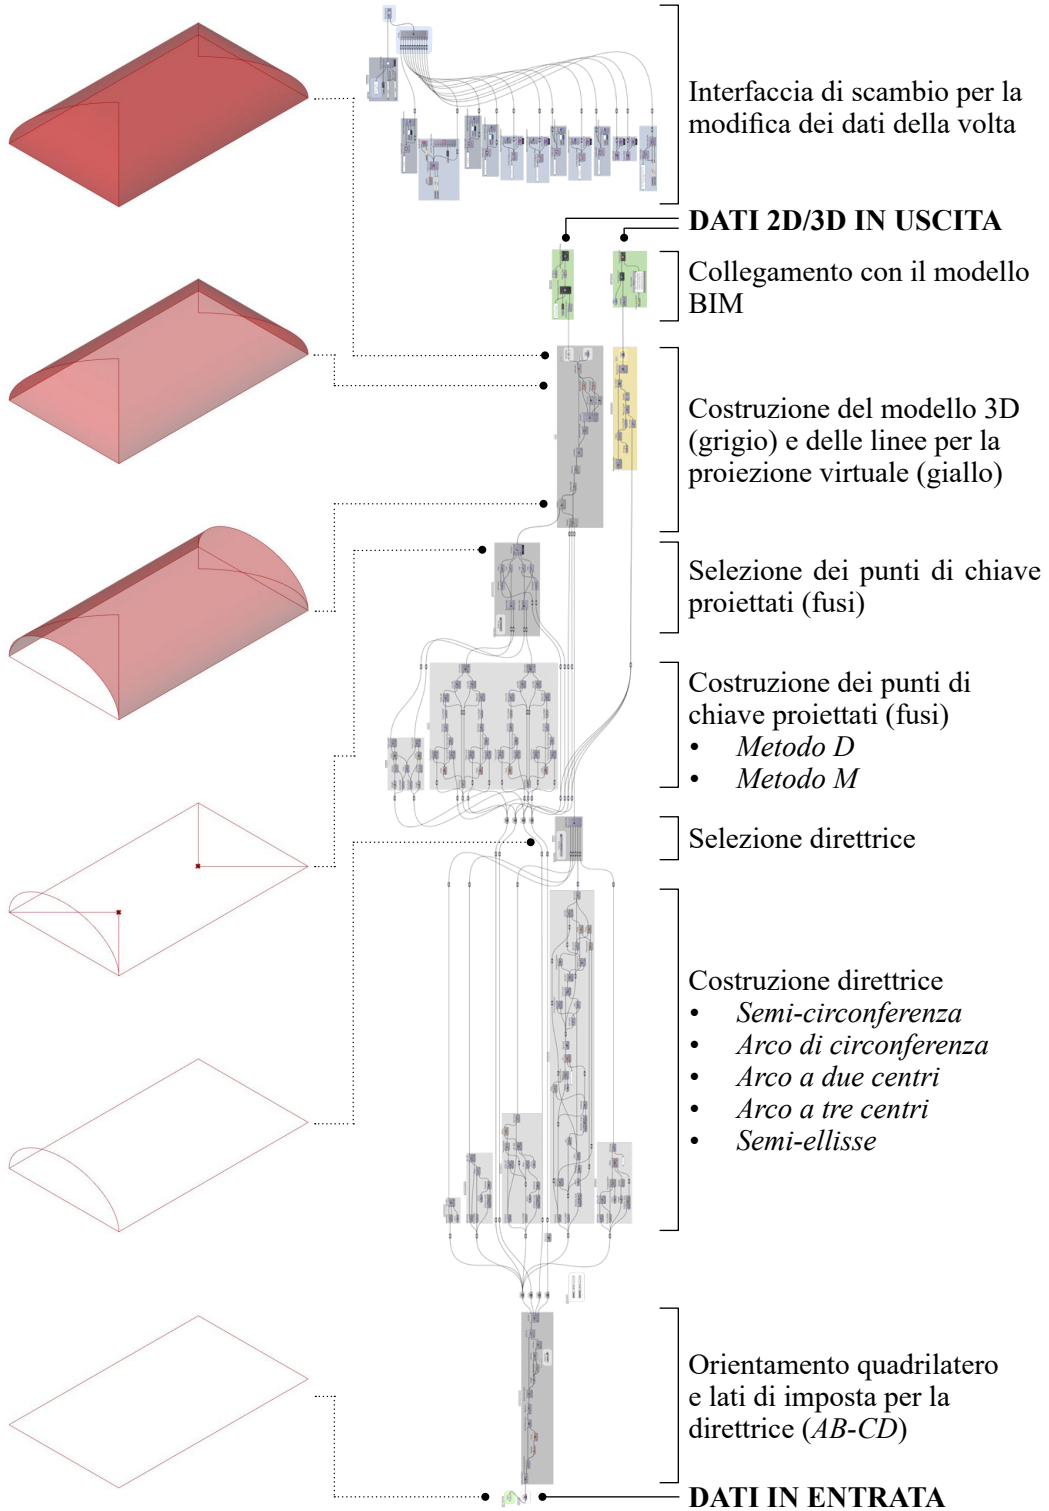 Interfaccia di scambio per la
modifica dei dati della volta
DATI 2D/3D IN USCITA
Collegamento con il modello
BIM
Costruzione del modello 3D
(grigio) e delle linee per la
proiezione virtuale (giallo)
Selezione dei punti di chiave
proiettati (fusi)
Costruzione dei punti di
chiave proiettati (fusi)
• Metodo D
• Metodo M
Selezione direttrice
Costruzione direttrice
• Semi-circonferenza
• Arco di circonferenza
• Arco a due centri
• Arco a tre centri
• Semi-ellisse
Orientamento quadrilatero
e lati di imposta per la
direttrice (AB-CD)
DATI IN ENTRATA